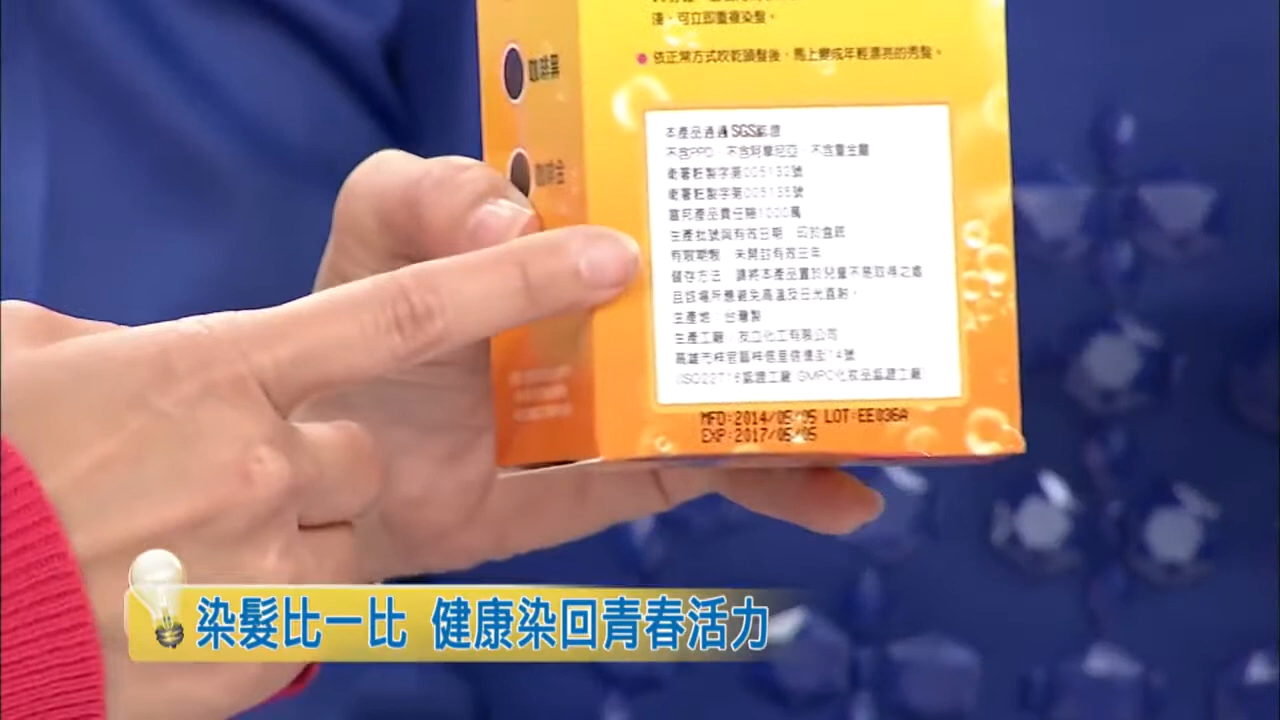 淺，可立即重複染髮。
依正常方式吹乾頭髮後，馬上變成年輕漂亮的秀髮。
咖啡黑
咖啡金
本產品通過SGS認證
不含PPD、不含阿摩尼亞、不含重金屬
衛署粧製字第005132號
衛署粧製字第005135號
富邦產品責任險1000萬
生產批號與有效日期：印於盒底
有限期限：未開封有效三年
儲存方法：請將本產品置於兒童不易取得之處
且該場所應避免高溫及日光直射。
生產地：台灣製
生產工廠：友立化工有限公司
高雄市梓官區梓信里信儀街14號
(ISO22716認證工廠 GMPC化妝品認證工廠)
MFD:2014/05/05 LOT:EE036A
EXP:2017/05/05
染髮比一比 健康染回青春活力